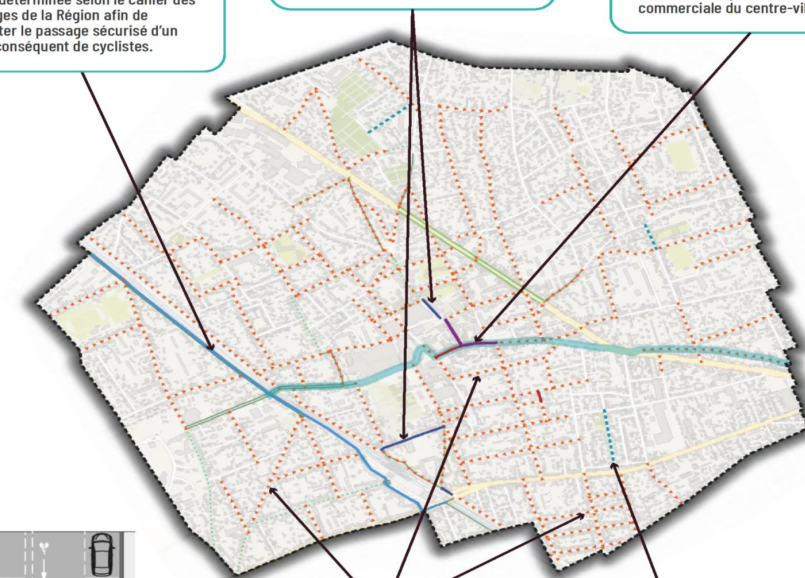 déterminée selon le cahier des
ges de la Région afin de
ter le passage sécurisé d'un
conséquent de cyclistes.
commerciale du centre-vil